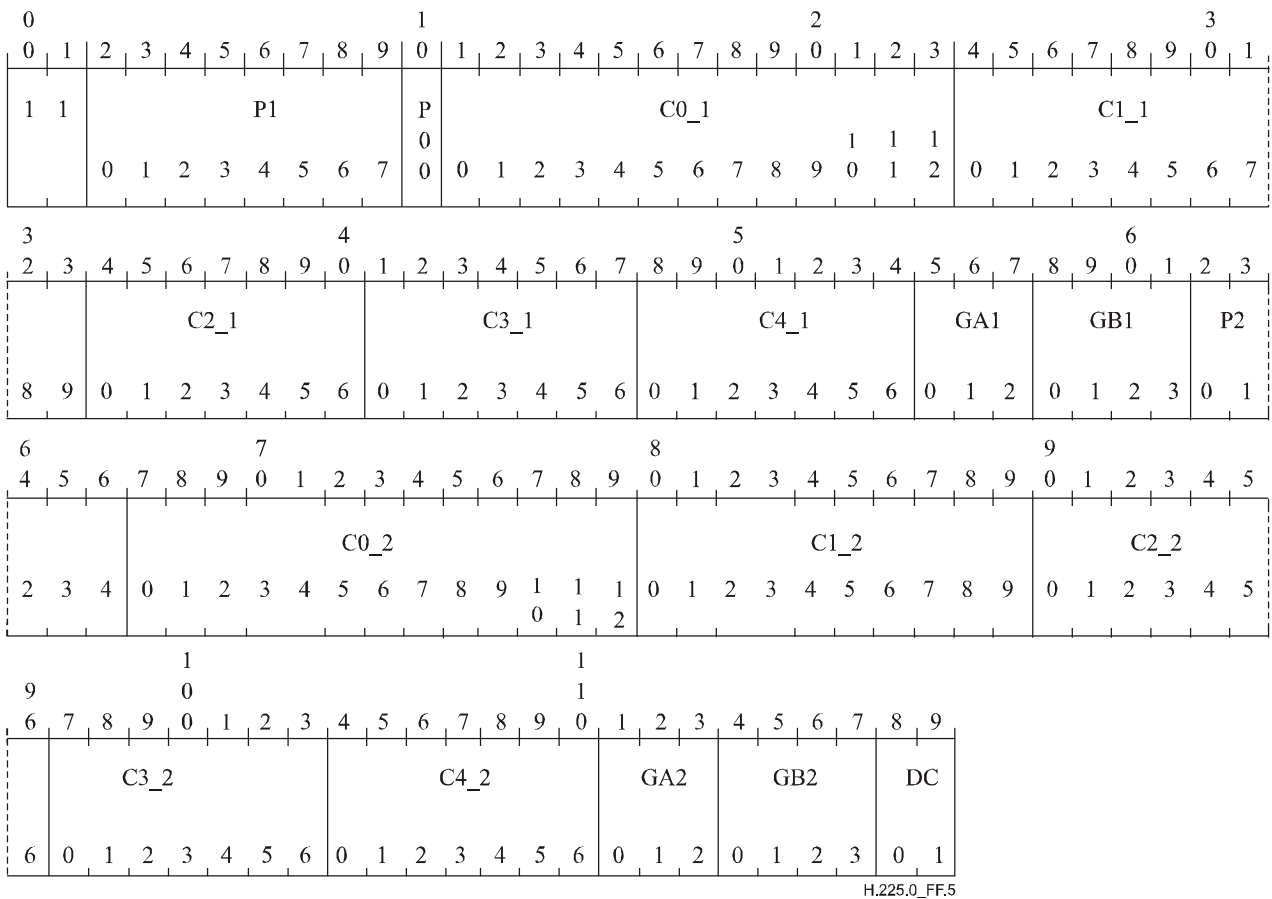 0 1 2 3
0 1 2 3 4 5 6 7 8 9 0 1 2 3 4 5 6 7 8 9 0 1 2 3 4 5 6 7 8 9 0 1
1 1 P1 P C0_1 C1_1
0 1 1 1
0 1 2 3 4 5 6 7 0 0 1 2 3 4 5 6 7 8 9 0 1 2 0 1 2 3 4 5 6 7
3 4 5 6
2 3 4 5 6 7 8 9 0 1 2 3 4 5 6 7 8 9 0 1 2 3 4 5 6 7 8 9 0 1 2 3
C2_1 C3_1 C4_1 GA1 GB1 P2
8 9 0 1 2 3 4 5 6 0 1 2 3 4 5 6 0 1 2 3 4 5 6 0 1 2 0 1 2 3 0 1
6 7 8 9
4 5 6 7 8 9 0 1 2 3 4 5 6 7 8 9 0 1 2 3 4 5 6 7 8 9 0 1 2 3 4 5
C0_2 C1_2 C2_2
2 3 4 0 1 2 3 4 5 6 7 8 9 1 1 1 0 1 2 3 4 5 6 7 8 9 0 1 2 3 4 5
0 1 2
1 1
9 0 1
6 7 8 9 0 1 2 3 4 5 6 7 8 9 0 1 2 3 4 5 6 7 8 9
C3_2 C4_2 GA2 GB2 DC
6 0 1 2 3 4 5 6 0 1 2 3 4 5 6 0 1 2 0 1 2 3 0 1
H.225.0_FF.5